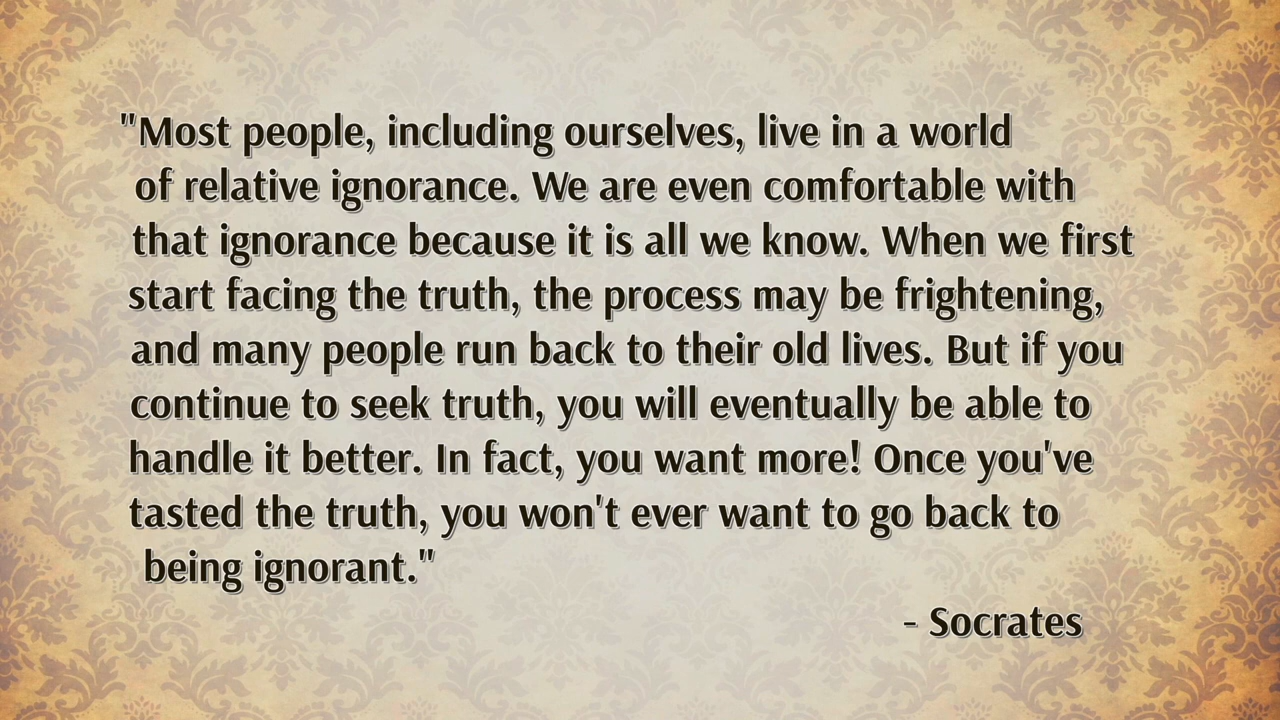 "Most people, including ourselves, live in a world
of relative ignorance. We are even comfortable with
that ignorance because it is all we know. When we first
start facing the truth, the process may be frightening,
and many people run back to their old lives. But if you
continue to seek truth, you will eventually be able to
handle it better. In fact, you want more! Once you've
tasted the truth, you won't ever want to go back to
being ignorant."
- Socrates